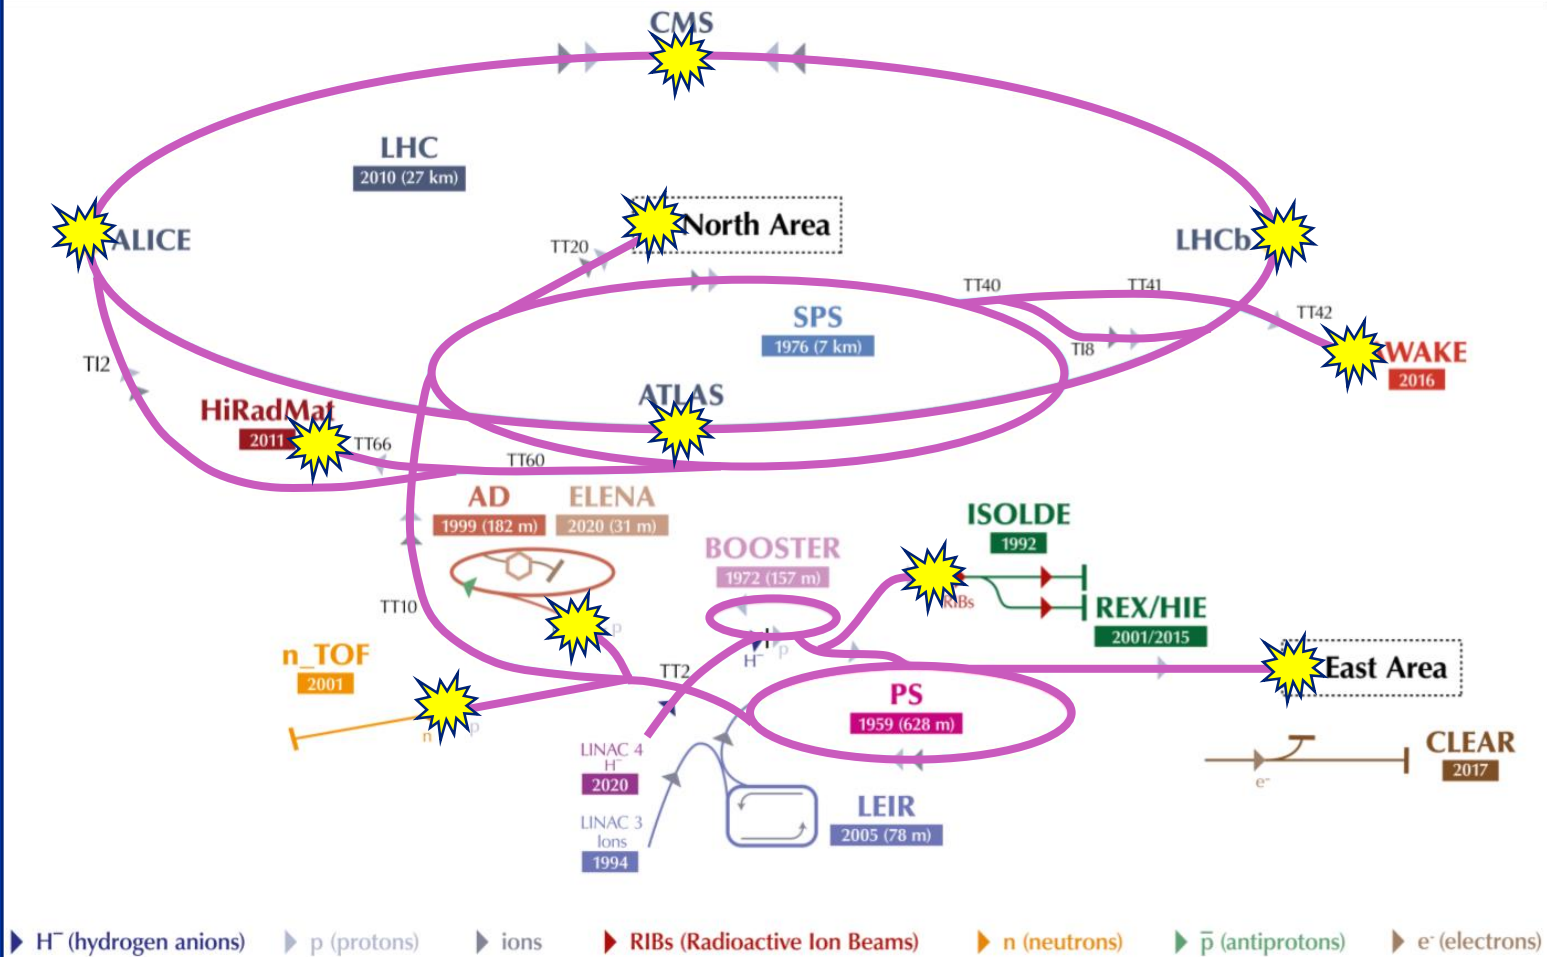 CMS
LHC
2010 (27 km)
North Area
ALICE
LHCb
TT20
TT40
TT41
SPS
1976 (7 km)
TT42
TI8
TI2
AWAKE
2016
ATLAS
HiRadMat
2011
TT66
TT60
AD
1999 (182 m)
ELENA
2020 (31 m)
ISOLDE
1992
BOOSTER
1972 (157 m)
RIBs
REX/HIE
2001/2015
TT10
p
H⁻
p
n_TOF
2001
TT2
East Area
PS
1959 (628 m)
n
p
LINAC 4
H⁻
2020
CLEAR
2017
e⁻
LEIR
2005 (78 m)
LINAC 3
Ions
1994
H⁻ (hydrogen anions) p (protons) ions RIBs (Radioactive Ion Beams) n (neutrons) p̅ (antiprotons) e⁻ (electrons)